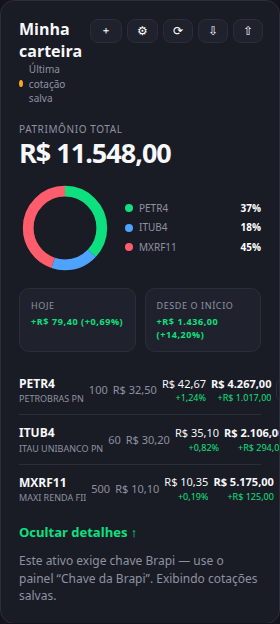 Minha
carteira
+ ⚙ ⟳ ⇩ ⇧
Última
cotação
salva
PATRIMÔNIO TOTAL
R$ 11.548,00
PETR4 37%
ITUB4 18%
MXRF11 45%
HOJE
+R$ 79,40 (+0,69%)
DESDE O INÍCIO
+R$ 1.436,00
(+14,20%)
PETR4 100 R$ 32,50 R$ 42,67 R$ 4.267,00
PETROBRAS PN +1,24% +R$ 1.017,00
ITUB4 60 R$ 30,20 R$ 35,10 R$ 2.106,0
ITAU UNIBANCO PN +0,82% +R$ 294,0
MXRF11 500 R$ 10,10 R$ 10,35 R$ 5.175,00
MAXI RENDA FII +0,19% +R$ 125,00
Ocultar detalhes ↑
Este ativo exige chave Brapi — use o
painel “Chave da Brapi”. Exibindo cotações
salvas.